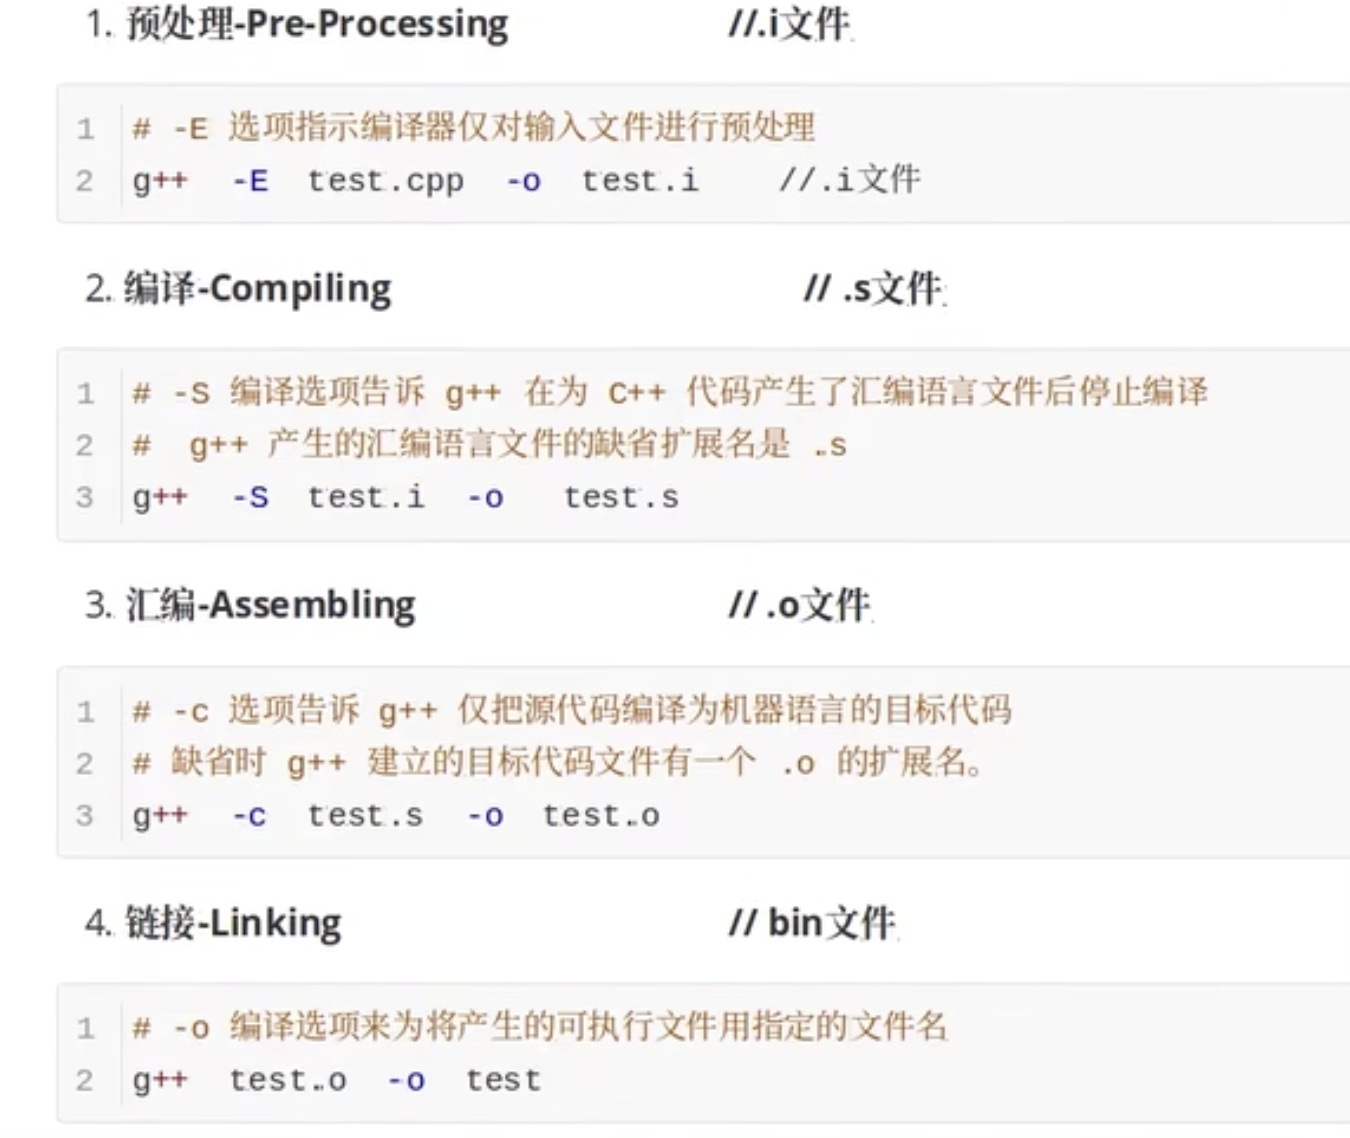 1. 预处理-Pre-Processing //.i文件
1 # -E 选项指示编译器仅对输入文件进行预处理
2 g++ -E test.cpp -o test.i //.i文件
2. 编译-Compiling // .s文件
1 # -S 编译选项告诉 g++ 在为 C++ 代码产生了汇编语言文件后停止编译
2 # g++ 产生的汇编语言文件的缺省扩展名是 .s
3 g++ -S test.i -o test.s
3. 汇编-Assembling // .o文件
1 # -c 选项告诉 g++ 仅把源代码编译为机器语言的目标代码
2 # 缺省时 g++ 建立的目标代码文件有一个 .o 的扩展名。
3 g++ -c test.s -o test.o
4. 链接-Linking // bin文件
1 # -o 编译选项来为将产生的可执行文件用指定的文件名
2 g++ test.o -o test